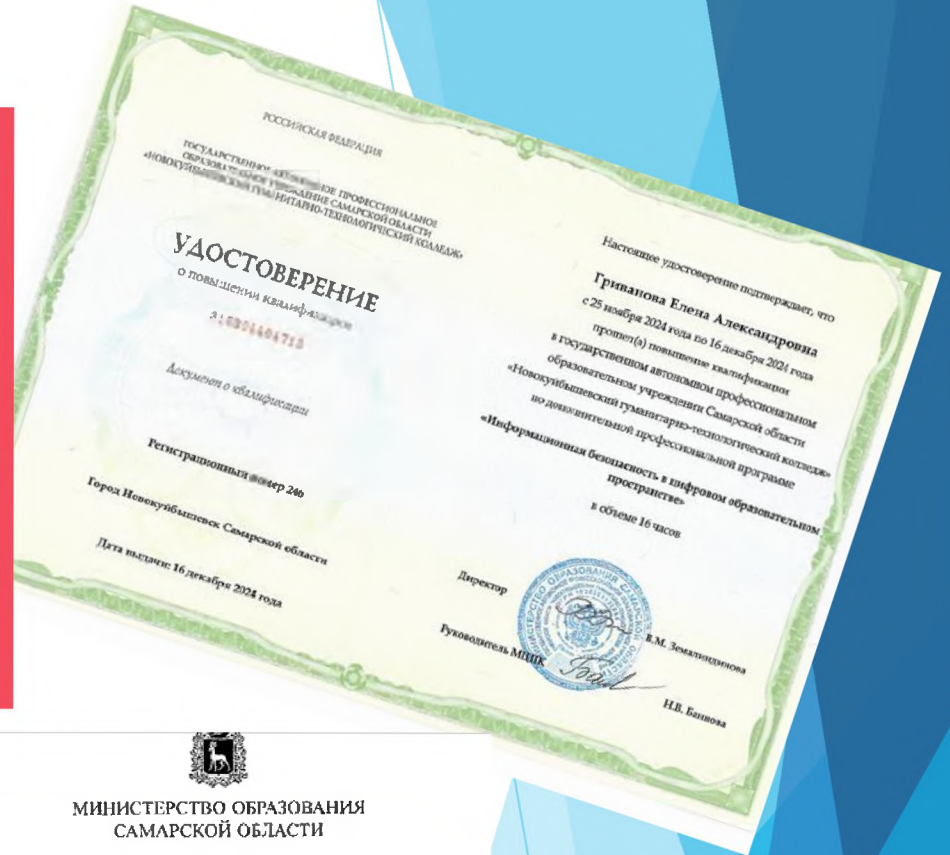 РОССИЙСКАЯ ФЕДЕРАЦИЯ
ГОСУДАРСТВЕННОЕ АВТОНОМНОЕ ПРОФЕССИОНАЛЬНОЕ
ОБРАЗОВАТЕЛЬНОЕ УЧРЕЖДЕНИЕ САМАРСКОЙ ОБЛАСТИ
«НОВОКУЙБЫШЕВСКИЙ ГУМАНИТАРНО-ТЕХНОЛОГИЧЕСКИЙ КОЛЛЕДЖ»
УДОСТОВЕРЕНИЕ
о повышении квалификации
Документ о квалификации
Регистрационный номер 246
Город Новокуйбышевск Самарской области
Дата выдачи: 16 декабря 2024 года
Настоящее удостоверение подтверждает, что
Гриванова Елена Александровна
с 25 ноября 2024 года по 16 декабря 2024 года
прошел(а) повышение квалификации
в государственном автономном профессиональном
образовательном учреждении Самарской области
«Новокуйбышевский гуманитарно-технологический колледж»
по дополнительной профессиональной программе
«Информационная безопасность в цифровом образовательном
пространстве»
в объеме 16 часов
Директор
В.М. Земалиндинова
Руководитель МЦПК
Н.В. Баннова
МИНИСТЕРСТВО ОБРАЗОВАНИЯ
САМАРСКОЙ ОБЛАСТИ